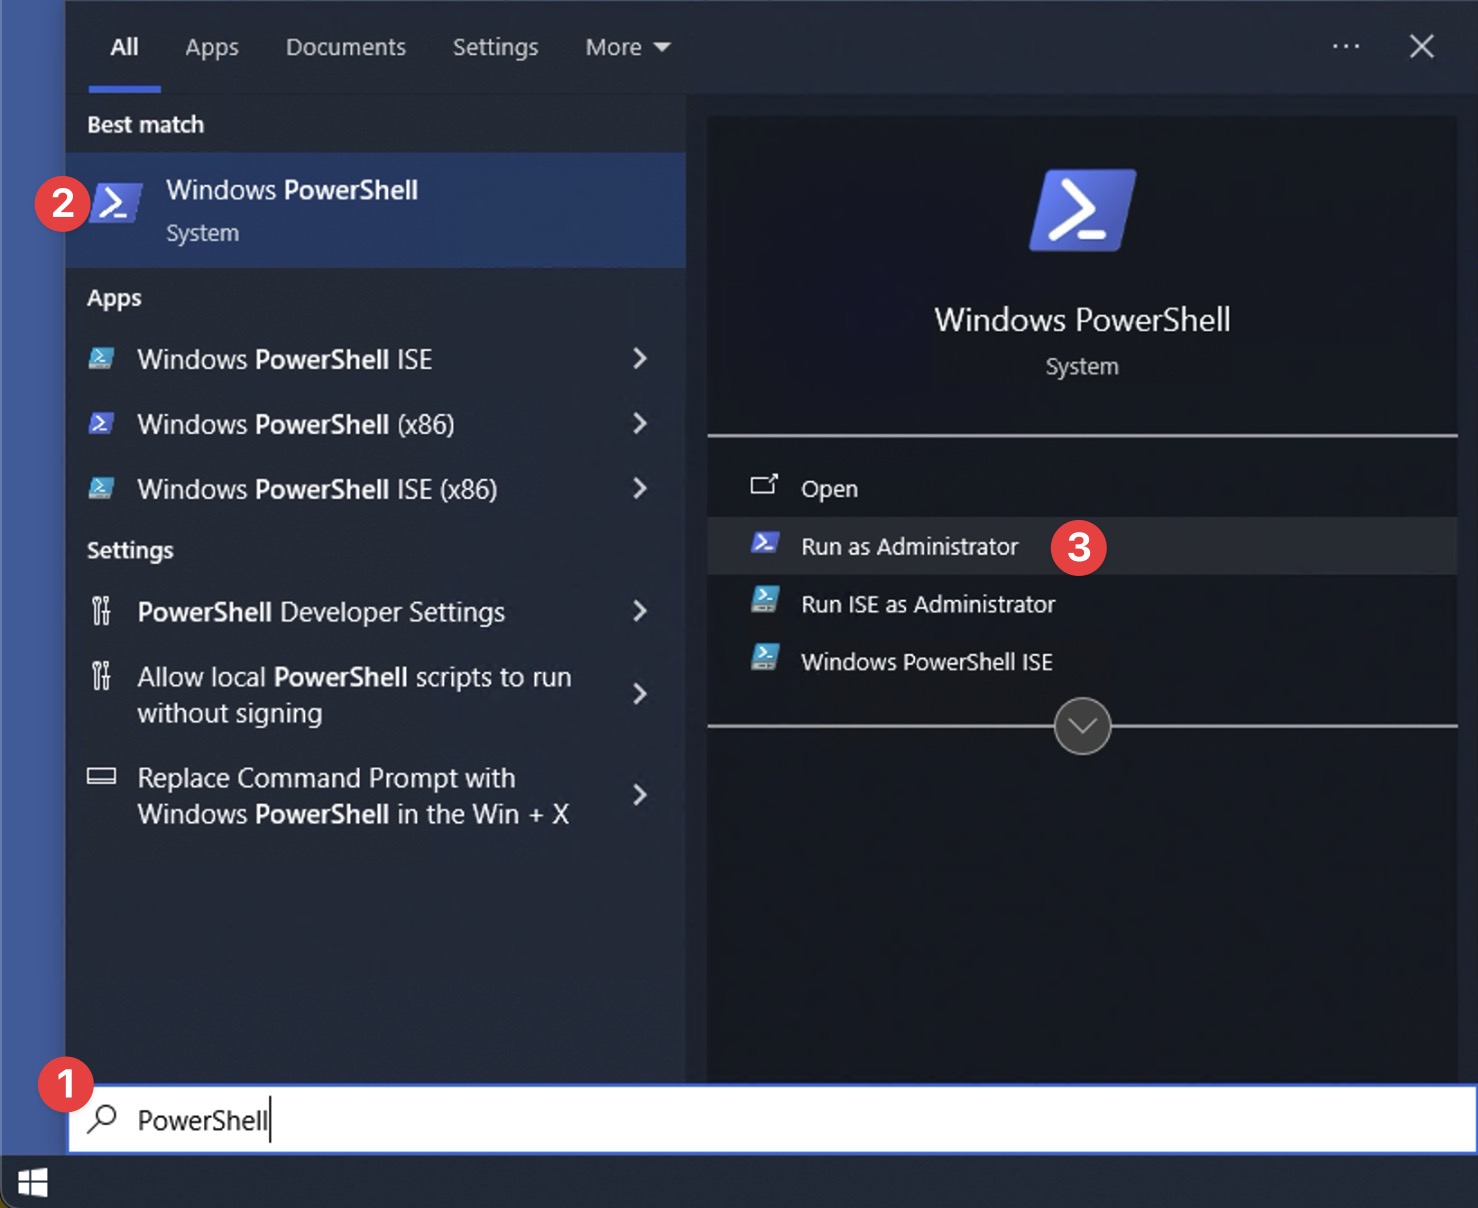 All Apps Documents Settings More
Best match
2
Windows PowerShell
System
Apps
Windows PowerShell ISE
Windows PowerShell (x86)
Windows PowerShell ISE (x86)
Settings
PowerShell Developer Settings
Allow local PowerShell scripts to run
without signing
Replace Command Prompt with
Windows PowerShell in the Win + X
Windows PowerShell
System
Open
Run as Administrator 3
Run ISE as Administrator
Windows PowerShell ISE
1
PowerShell